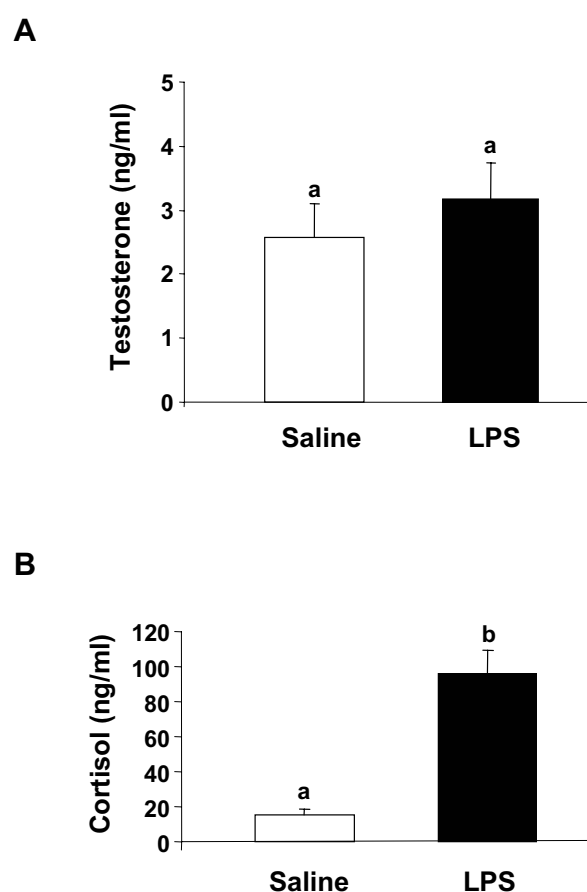 A
Testosterone (ng/ml)
5
4
3
2
1
0
a
a
Saline
LPS
B
Cortisol (ng/ml)
120
100
80
60
40
20
0
a
b
Saline
LPS